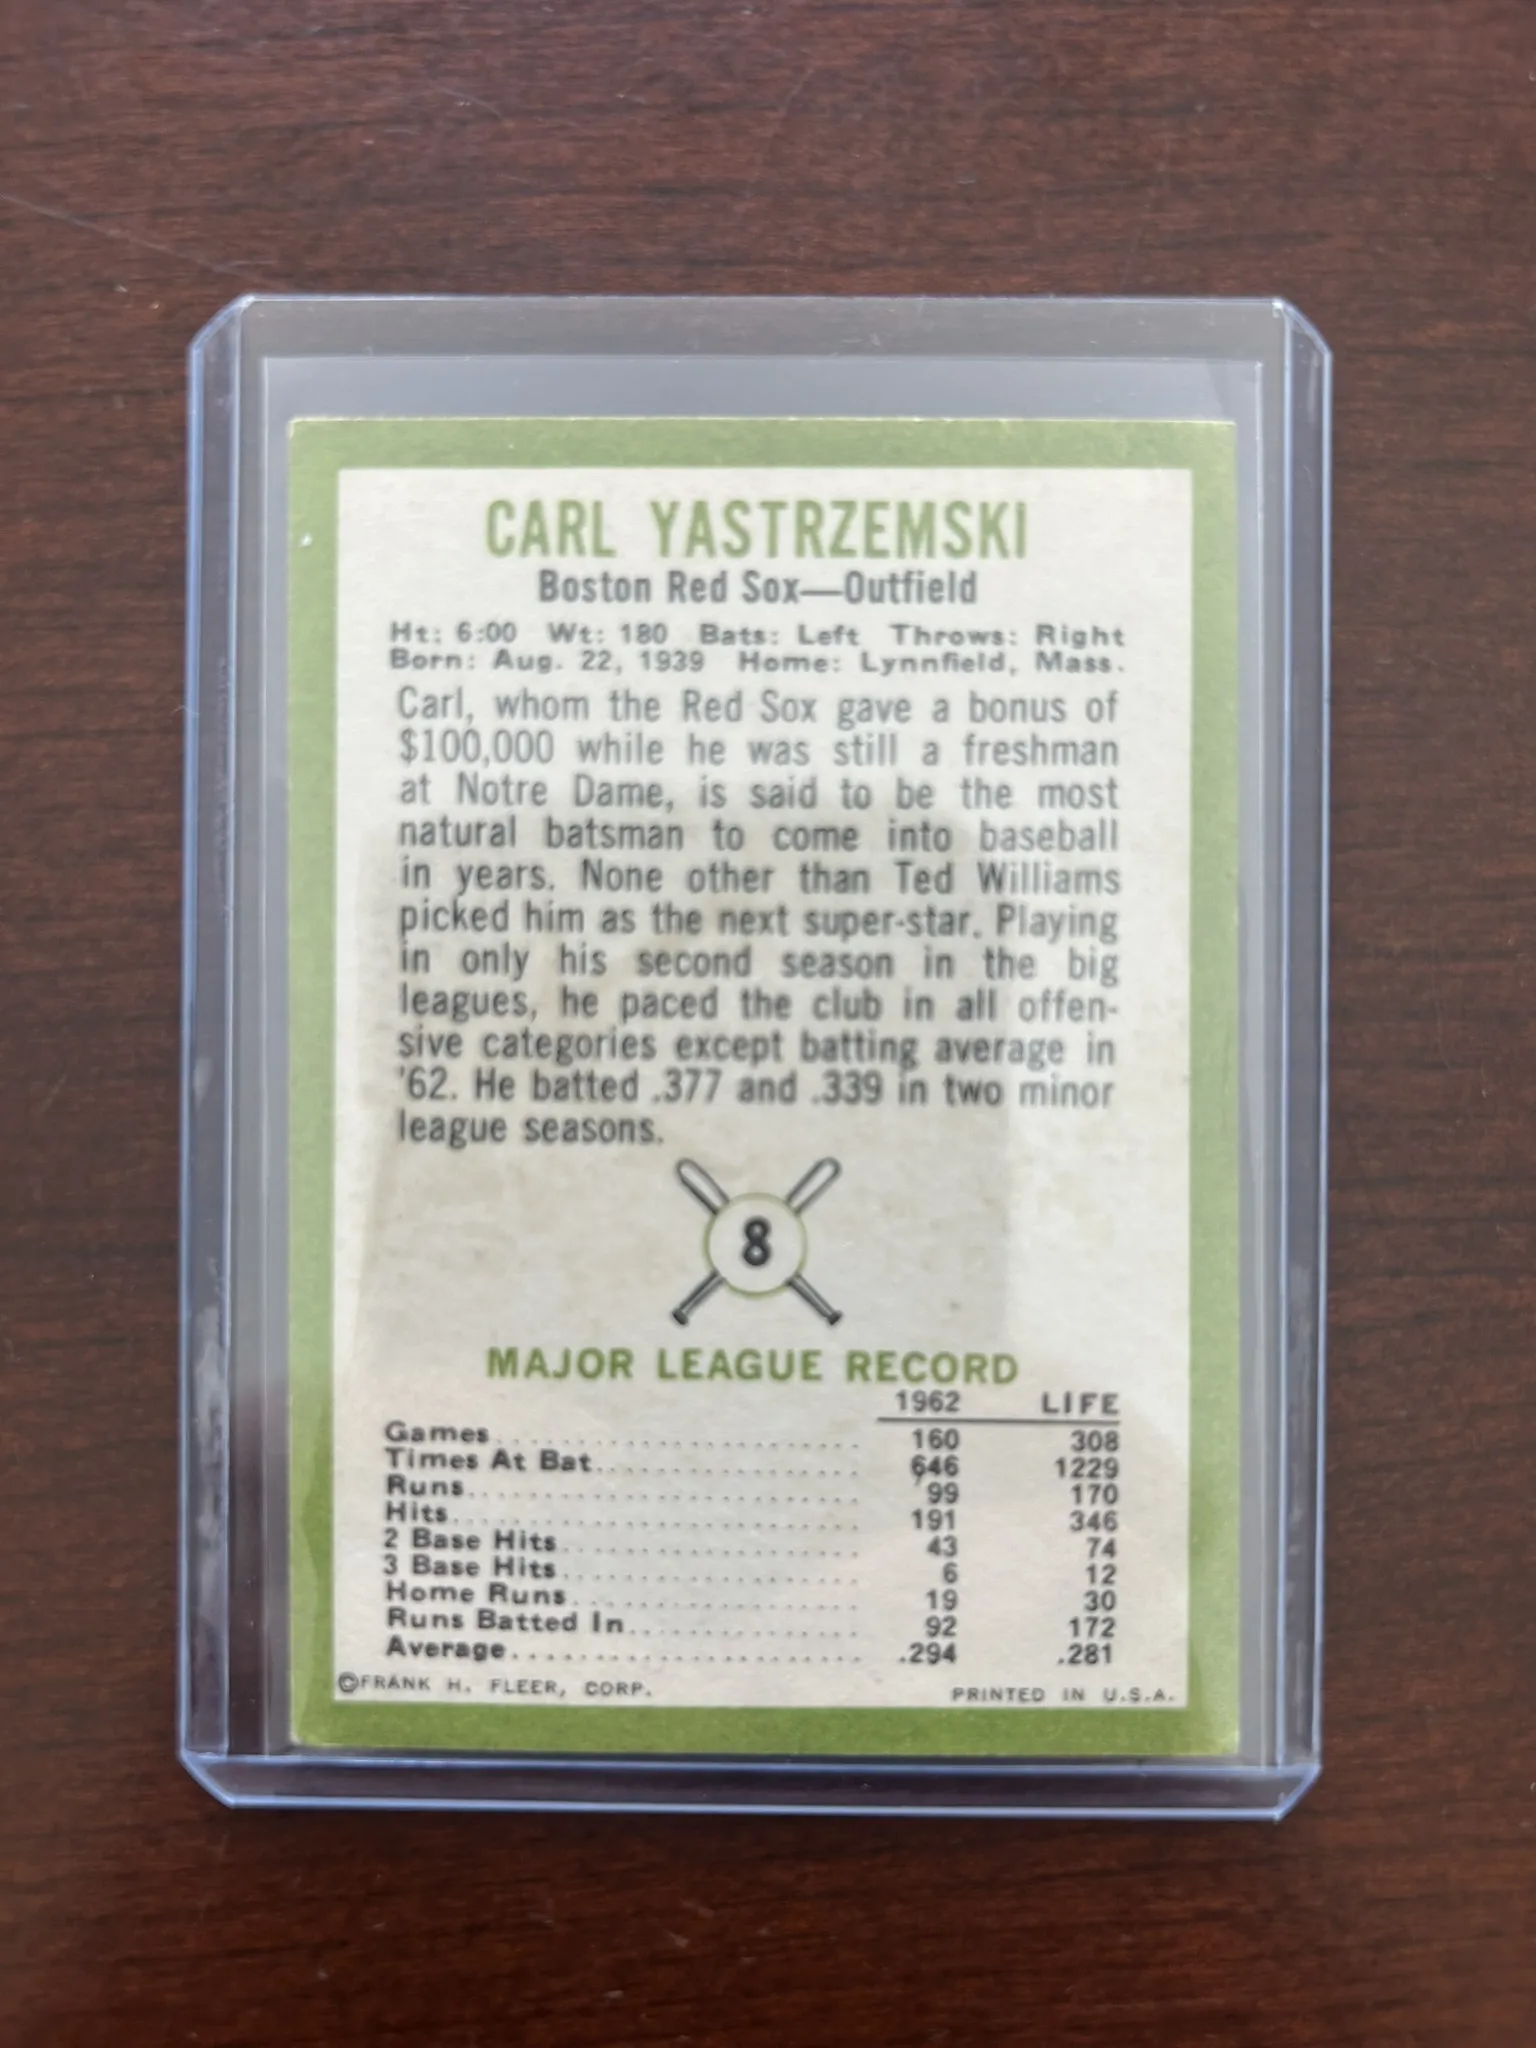 CARL YASTRZEMSKI
Boston Red Sox—Outfield
Ht: 6:00 Wt: 180 Bats: Left Throws: Right
Born: Aug. 22, 1939 Home: Lynnfield, Mass.
Carl, whom the Red Sox gave a bonus of
$100,000 while he was still a freshman
at Notre Dame, is said to be the most
natural batsman to come into baseball
in years. None other than Ted Williams
picked him as the next super-star. Playing
in only his second season in the big
leagues, he paced the club in all offen-
sive categories except batting average in
'62. He batted .377 and .339 in two minor
league seasons.
8
MAJOR LEAGUE RECORD
1962 LIFE
Games 160 308
Times At Bat 646 1229
Runs 99 170
Hits 191 346
2 Base Hits 43 74
3 Base Hits 6 12
Home Runs 19 30
Runs Batted In 92 172
Average .294 .281
©FRANK H. FLEER, CORP. PRINTED IN U.S.A.